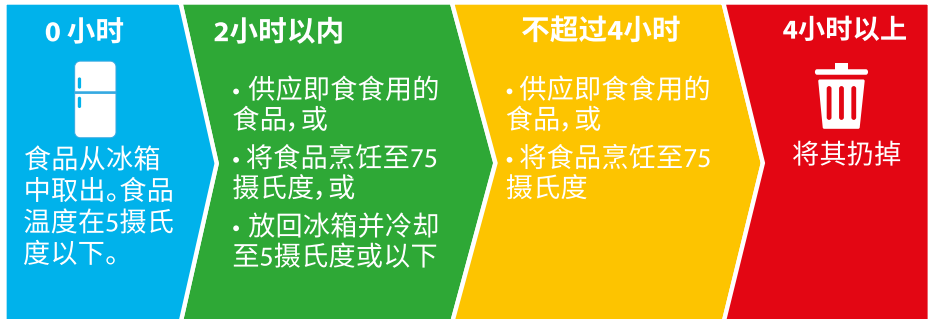 0 小时
食品从冰箱
中取出。食品
温度在5摄氏
度以下。
2小时以内
• 供应即食食用的
食品，或
• 将食品烹饪至75
摄氏度，或
• 放回冰箱并冷却
至5摄氏度或以下
不超过4小时
• 供应即食食用的
食品，或
• 将食品烹饪至75
摄氏度
4小时以上
将其扔掉